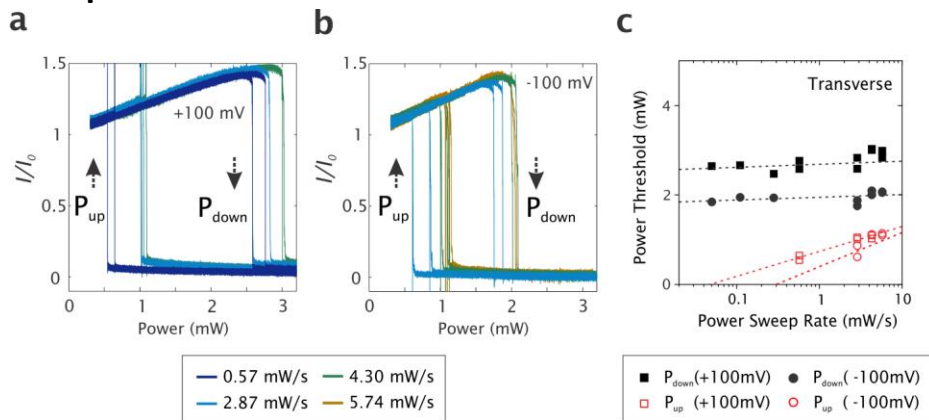 a
b
c
1.5
1
0.5
0
I/I0
+100 mV
Pup
Pdown
0
1
2
3
Power (mW)
1.5
1
0.5
0
I/I0
-100 mV
Pup
Pdown
0
1
2
3
Power (mW)
Transverse
4
2
0
Power Threshold (mW)
0.1
1
10
Power Sweep Rate (mW/s)
0.57 mW/s
4.30 mW/s
2.87 mW/s
5.74 mW/s
Pdown(+100mV)
Pdown( -100mV)
Pup (+100mV)
Pup ( -100mV)